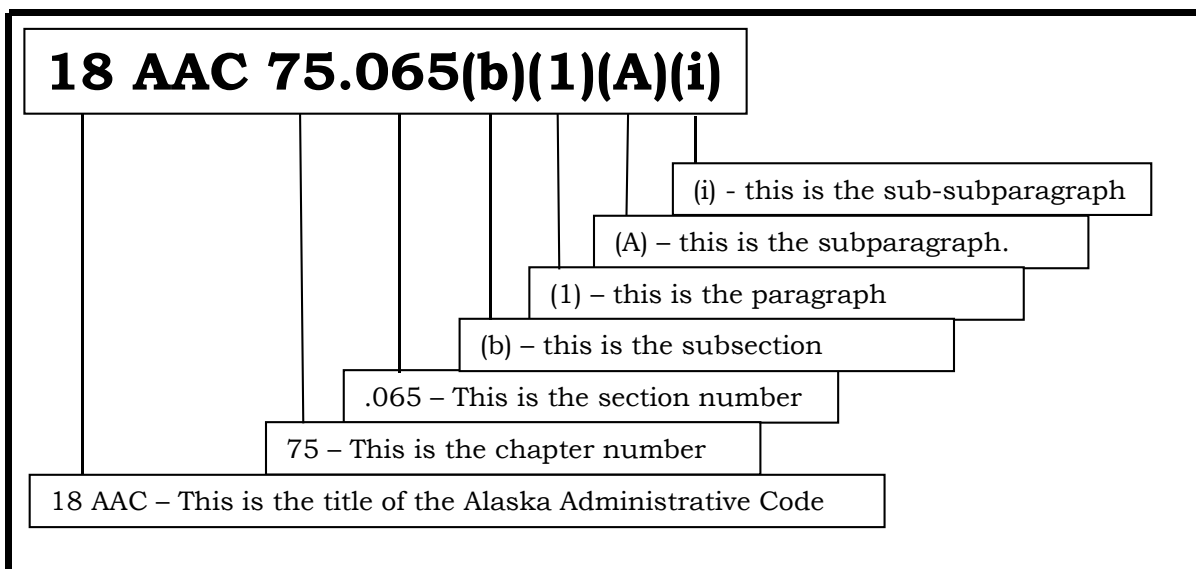 18 AAC 75.065(b)(1)(A)(i)
(i) - this is the sub-subparagraph
(A) – this is the subparagraph.
(1) – this is the paragraph
(b) – this is the subsection
.065 – This is the section number
75 – This is the chapter number
18 AAC – This is the title of the Alaska Administrative Code